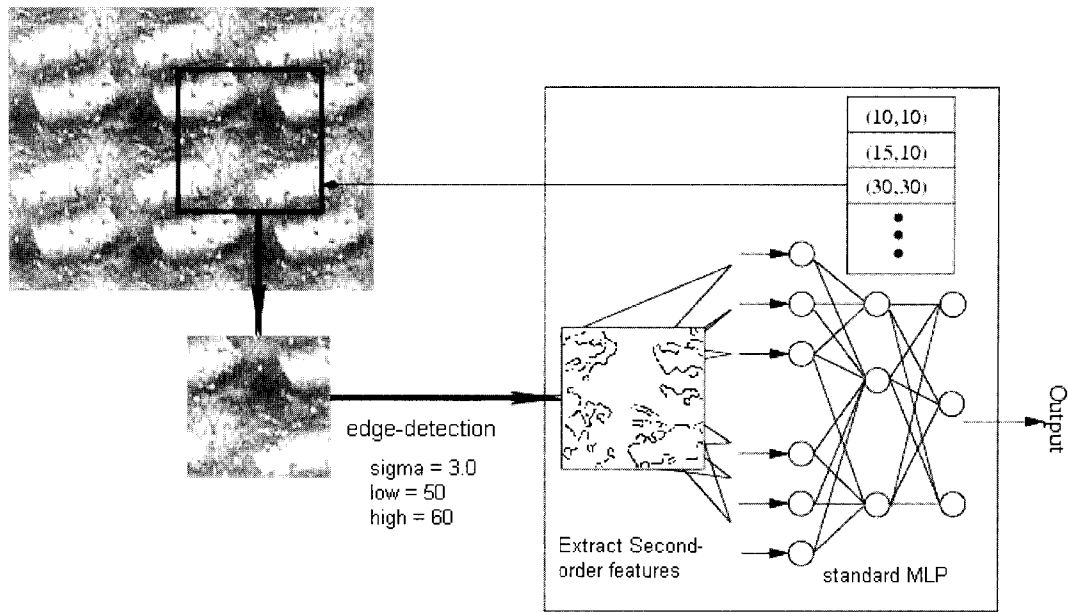 (10,10)
(15,10)
(30,30)
edge-detection
sigma = 3.0
low = 50
high = 60
Extract Second-
order features
standard MLP
Output